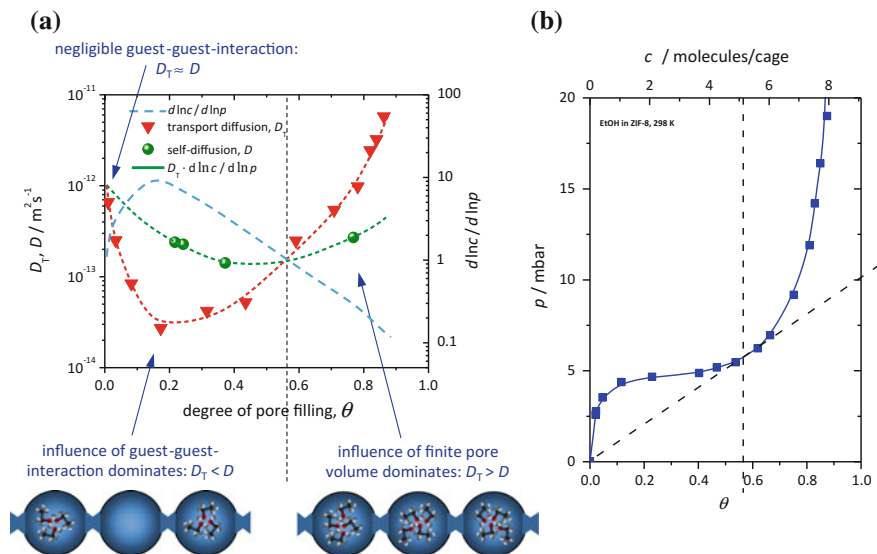 (a)
negligible guest-guest-interaction:
D_T ≈ D
10⁻¹¹
10⁻¹²
10⁻¹³
10⁻¹⁴
D_T, D / m² s⁻¹
d ln c / d ln p
transport diffusion, D_T
self-diffusion, D
D_T · d ln c / d ln p
100
10
1
0.1
d ln c / d ln p
0.0 0.2 0.4 0.6 0.8 1.0
degree of pore filling, θ
influence of guest-guest-
interaction dominates: D_T < D
influence of finite pore
volume dominates: D_T > D
(b)
c / molecules/cage
0 2 4 6 8
20
15
10
5
0
p / mbar
EtOH in ZIF-8, 298 K
0.0 0.2 0.4 0.6 0.8 1.0
θ